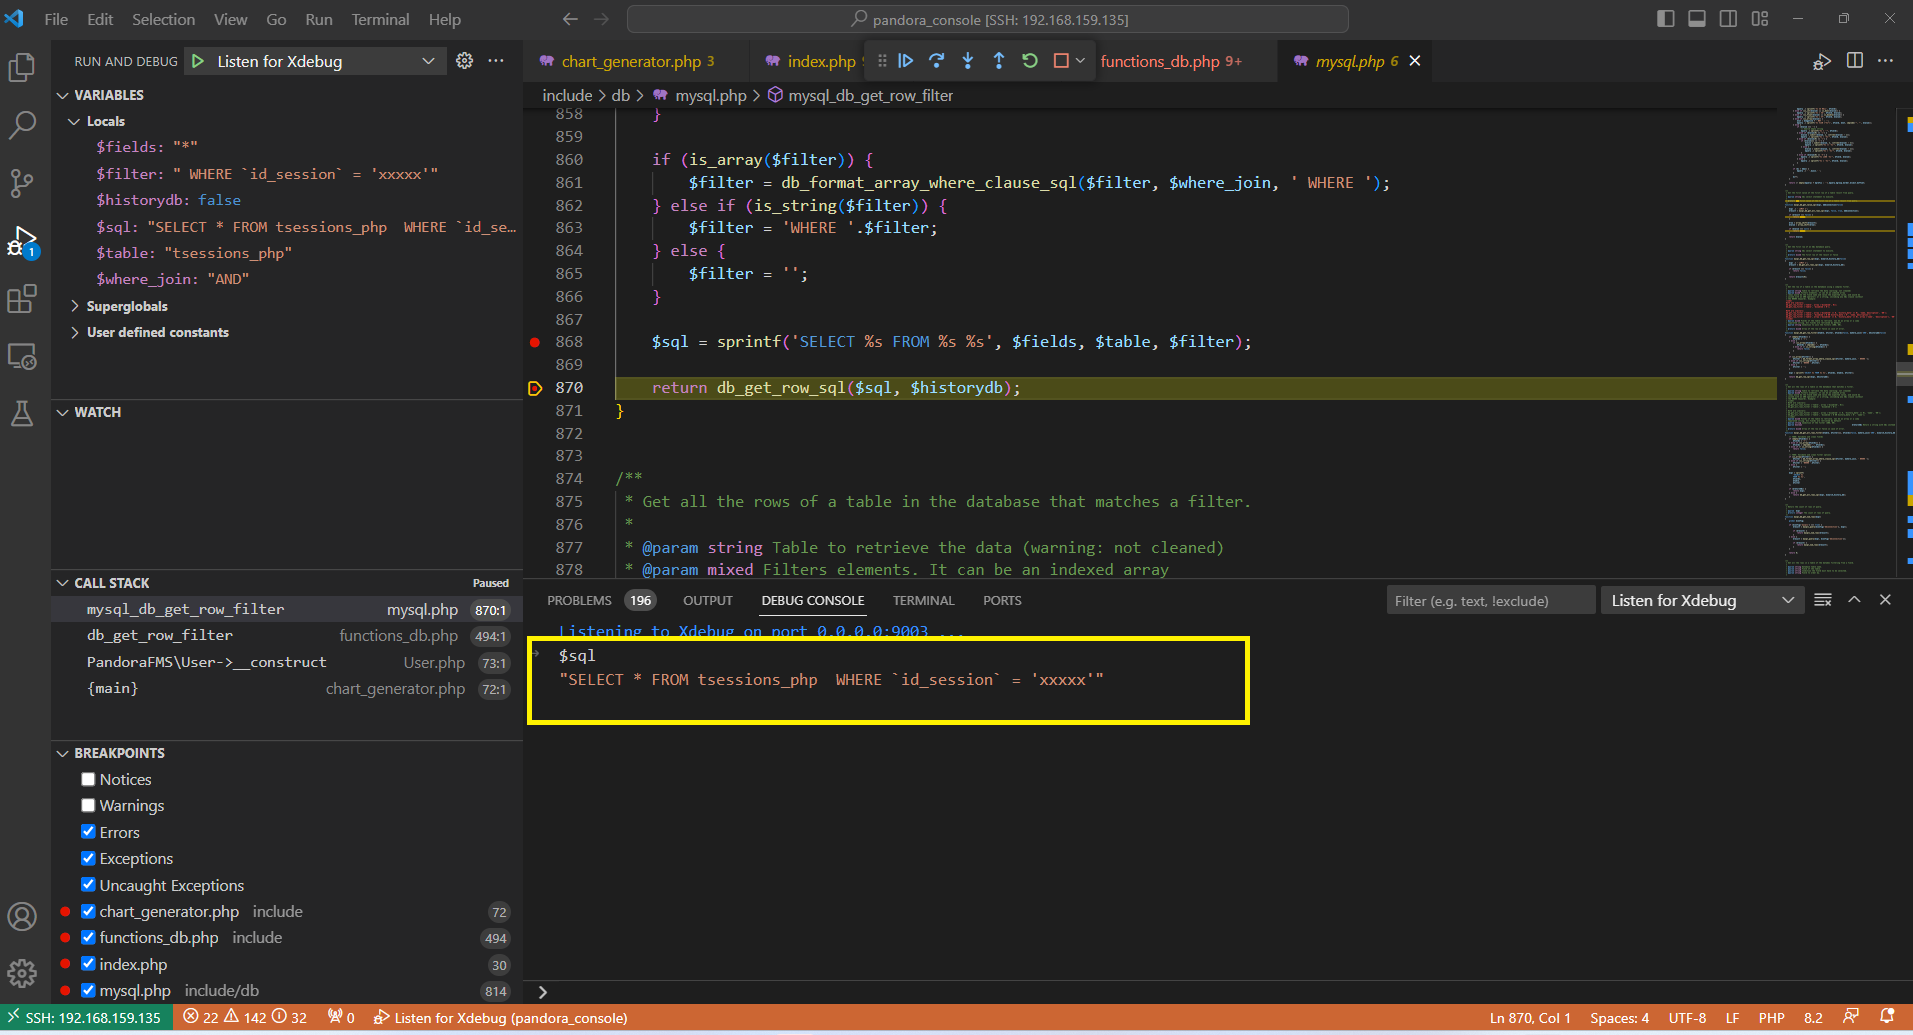 File Edit Selection View Go Run Terminal Help
pandora_console [SSH: 192.168.159.135]
RUN AND DEBUG Listen for Xdebug
VARIABLES
Locals
$fields: "*"
$filter: " WHERE `id_session` = 'xxxxx'"
$historydb: false
$sql: "SELECT * FROM tsessions_php  WHERE `id_se…
$table: "tsessions_php"
$where_join: "AND"
Superglobals
User defined constants
WATCH
CALL STACK Paused
mysql_db_get_row_filter mysql.php 870:1
db_get_row_filter functions_db.php 494:1
PandoraFMS\User->__construct User.php 73:1
{main} chart_generator.php 72:1
BREAKPOINTS
Notices
Warnings
Errors
Exceptions
Uncaught Exceptions
chart_generator.php include 72
functions_db.php include 494
index.php 30
mysql.php include/db 814
chart_generator.php 3 index.php functions_db.php 9+ mysql.php 6
include > db > mysql.php > mysql_db_get_row_filter
858 }
859
860 if (is_array($filter)) {
861 $filter = db_format_array_where_clause_sql($filter, $where_join, ' WHERE ');
862 } else if (is_string($filter)) {
863 $filter = 'WHERE '.$filter;
864 } else {
865 $filter = '';
866 }
867
868 $sql = sprintf('SELECT %s FROM %s %s', $fields, $table, $filter);
869
870 return db_get_row_sql($sql, $historydb);
871 }
872
873
874 /**
875 * Get all the rows of a table in the database that matches a filter.
876 *
877 * @param string Table to retrieve the data (warning: not cleaned)
878 * @param mixed Filters elements. It can be an indexed array
PROBLEMS 196 OUTPUT DEBUG CONSOLE TERMINAL PORTS Filter (e.g. text, !exclude) Listen for Xdebug
Listening to Xdebug on port 0.0.0.0:9003 ...
$sql
"SELECT * FROM tsessions_php  WHERE `id_session` = 'xxxxx'"
1
SSH: 192.168.159.135 22 142 32 0 Listen for Xdebug (pandora_console) Ln 870, Col 1 Spaces: 4 UTF-8 LF PHP 8.2